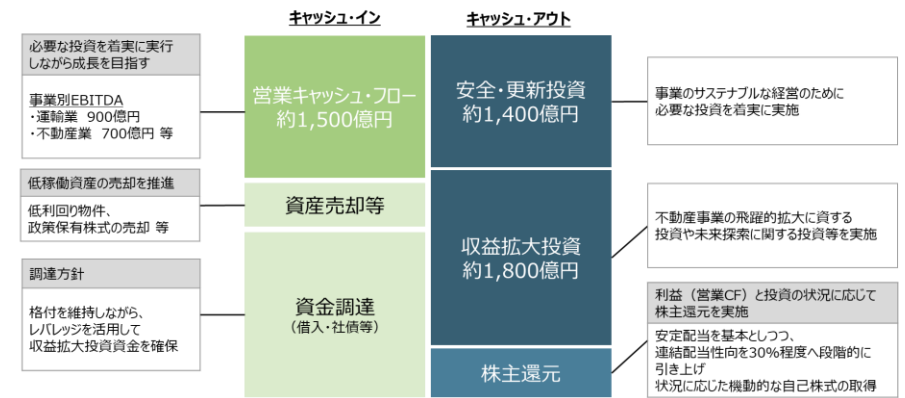 キャッシュ・イン
キャッシュ・アウト
必要な投資を着実に実行
しながら成長を目指す
事業別EBITDA
・運輸業 900億円
・不動産業 700億円 等
営業キャッシュ・フロー
約1,500億円
安全・更新投資
約1,400億円
事業のサステナブルな経営のために
必要な投資を着実に実施
低稼働資産の売却を推進
低利回り物件、
政策保有株式の売却 等
資産売却等
収益拡大投資
約1,800億円
不動産事業の飛躍的拡大に資する
投資や未来探索に関する投資等を実施
調達方針
格付を維持しながら、
レバレッジを活用して
収益拡大投資資金を確保
資金調達
（借入・社債等）
株主還元
利益（営業CF）と投資の状況に応じて
株主還元を実施
安定配当を基本としつつ、
連結配当性向を30%程度へ段階的に
引き上げ
状況に応じた機動的な自己株式の取得